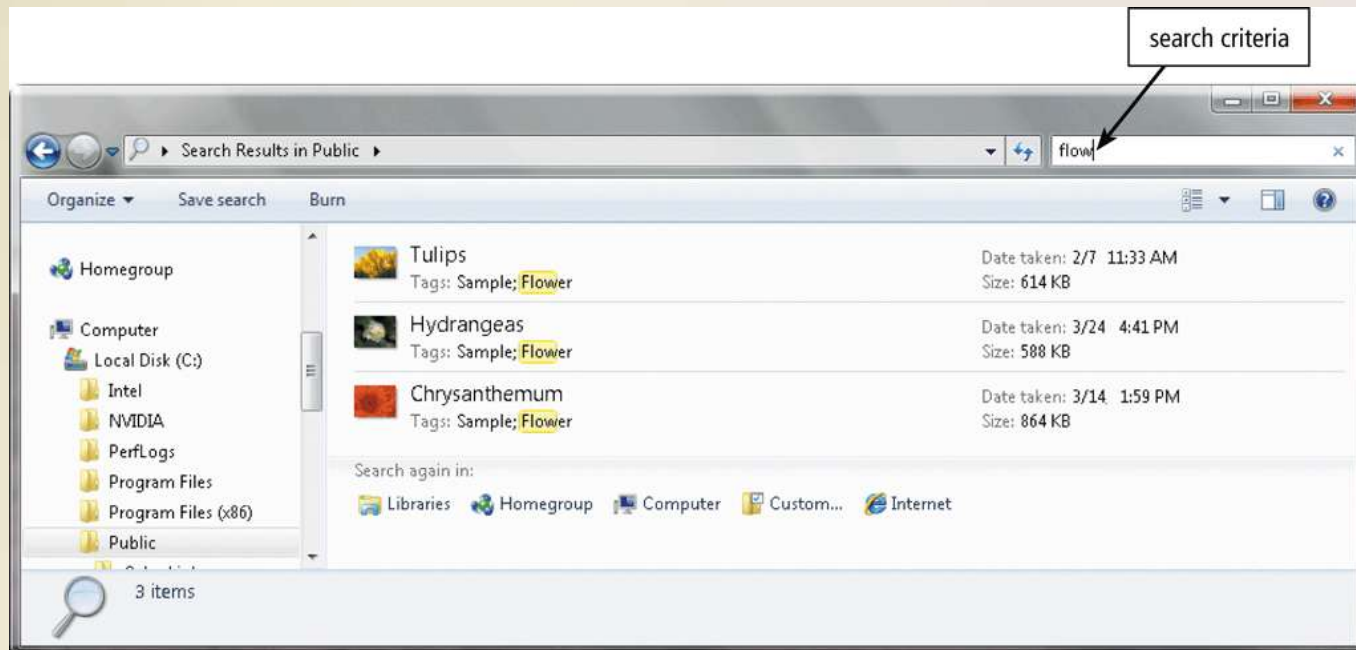 search criteria
Search Results in Public
flow
Organize Save search Burn
Homegroup
Computer
Local Disk (C:)
Intel
NVIDIA
PerfLogs
Program Files
Program Files (x86)
Public
Tulips
Tags: Sample; Flower
Date taken: 2/7 11:33 AM
Size: 614 KB
Hydrangeas
Tags: Sample; Flower
Date taken: 3/24 4:41 PM
Size: 588 KB
Chrysanthemum
Tags: Sample; Flower
Date taken: 3/14 1:59 PM
Size: 864 KB
Search again in:
Libraries Homegroup Computer Custom... Internet
3 items